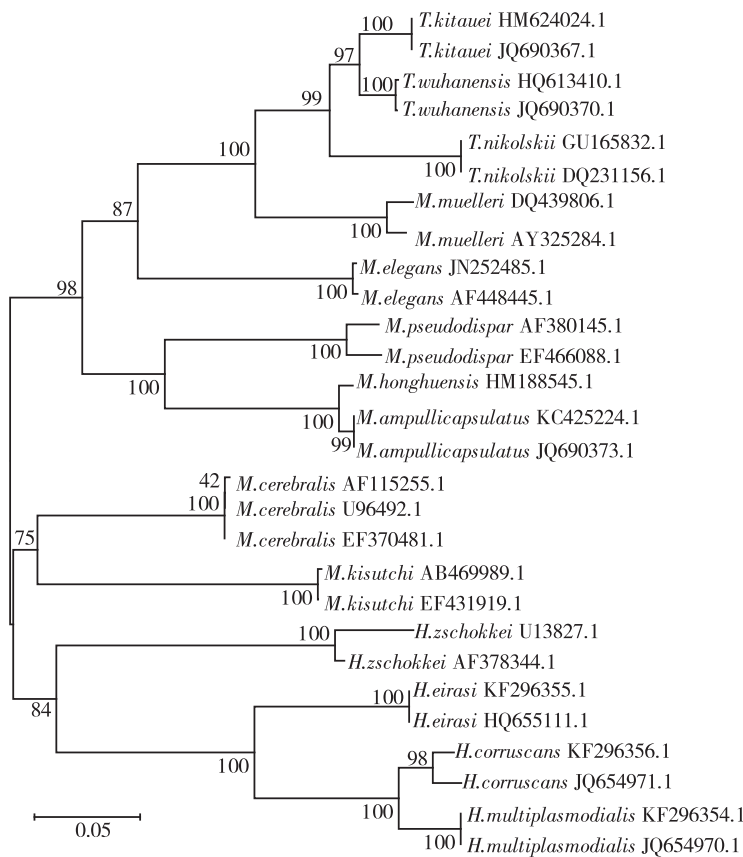 100 T.kitauei HM624024.1
T.kitauei JQ690367.1
97
100 T.wuhanensis HQ613410.1
99
T.wuhanensis JQ690370.1
100
T.nikolskii GU165832.1
100
T.nikolskii DQ231156.1
87
M.muelleri DQ439806.1
100
M.muelleri AY325284.1
M.elegans JN252485.1
98
100
M.elegans AF448445.1
M.pseudodispar AF380145.1
100
M.pseudodispar EF466088.1
100
M.honghuensis HM188545.1
100
M.ampullicapsulatus KC425224.1
99
M.ampullicapsulatus JQ690373.1
42
M.cerebralis AF115255.1
100
M.cerebralis U96492.1
75
M.cerebralis EF370481.1
M.kisutchi AB469989.1
100
M.kisutchi EF431919.1
100
H.zschokkei U13827.1
H.zschokkei AF378344.1
84
100
H.eirasi KF296355.1
H.eirasi HQ655111.1
100
98
H.corruscans KF296356.1
H.corruscans JQ654971.1
100
H.multiplasmodialis KF296354.1
100
H.multiplasmodialis JQ654970.1
0.05